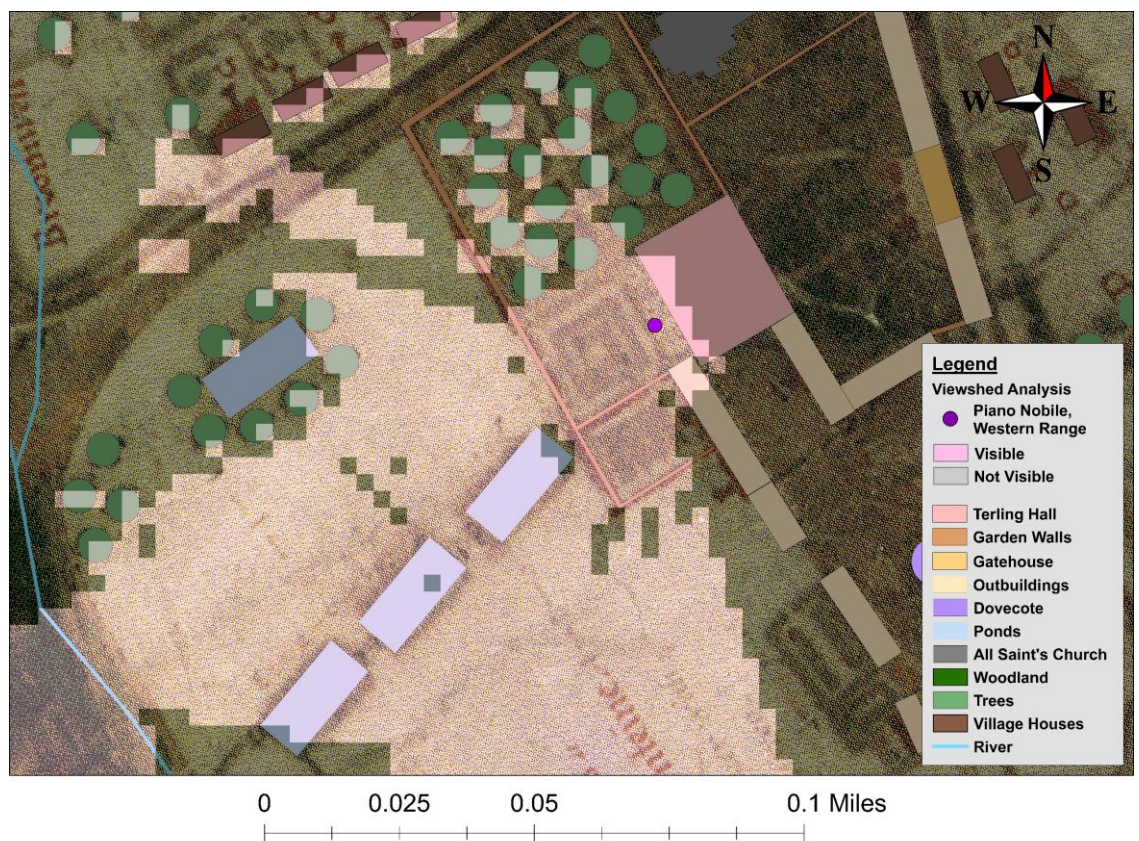 N
W E
S
Legend
Viewshed Analysis
Piano Nobile,
Western Range
Visible
Not Visible
Terling Hall
Garden Walls
Gatehouse
Outbuildings
Dovecote
Ponds
All Saint's Church
Woodland
Trees
Village Houses
River
0 0.025 0.05 0.1 Miles